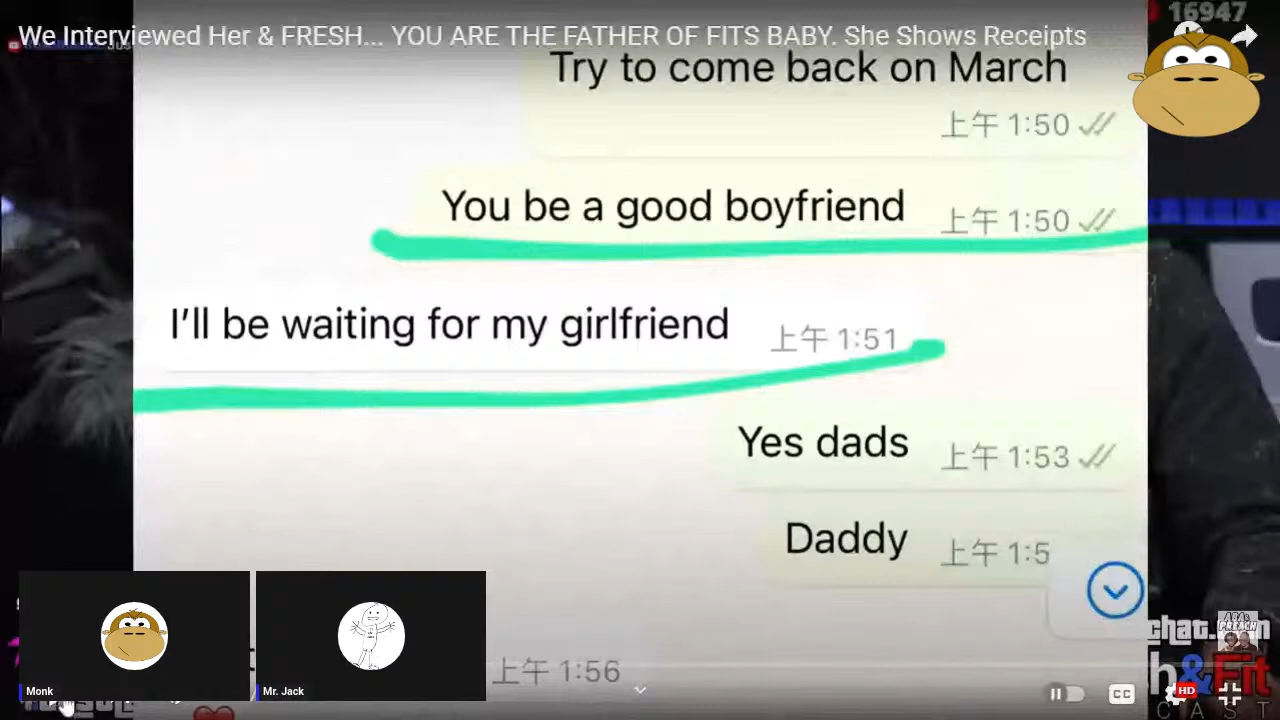 16947
We Interviewed Her & FRESH... YOU ARE THE FATHER OF FITS BABY. She Shows Receipts
Try to come back on March
上午 1:50
You be a good boyfriend 上午 1:50
I'll be waiting for my girlfriend 上午 1:51
Yes dads 上午 1:53
Daddy 上午 1:5
上午 1:56
Monk
Mr. Jack
CC
HD
PREACH
h&Fit
CAST